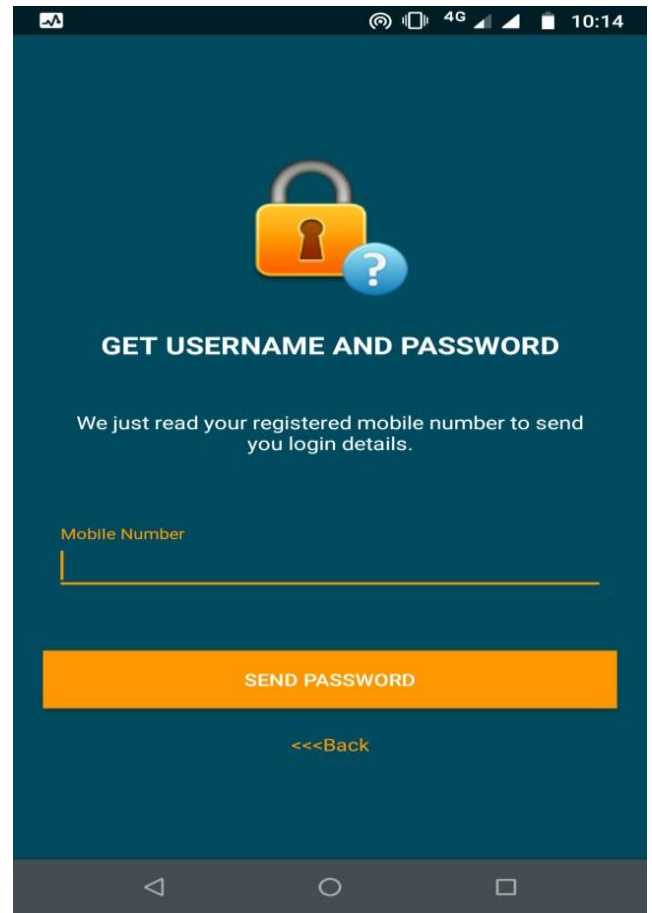 4G 10:14
?
GET USERNAME AND PASSWORD
We just read your registered mobile number to send
you login details.
Mobile Number
SEND PASSWORD
<<<Back